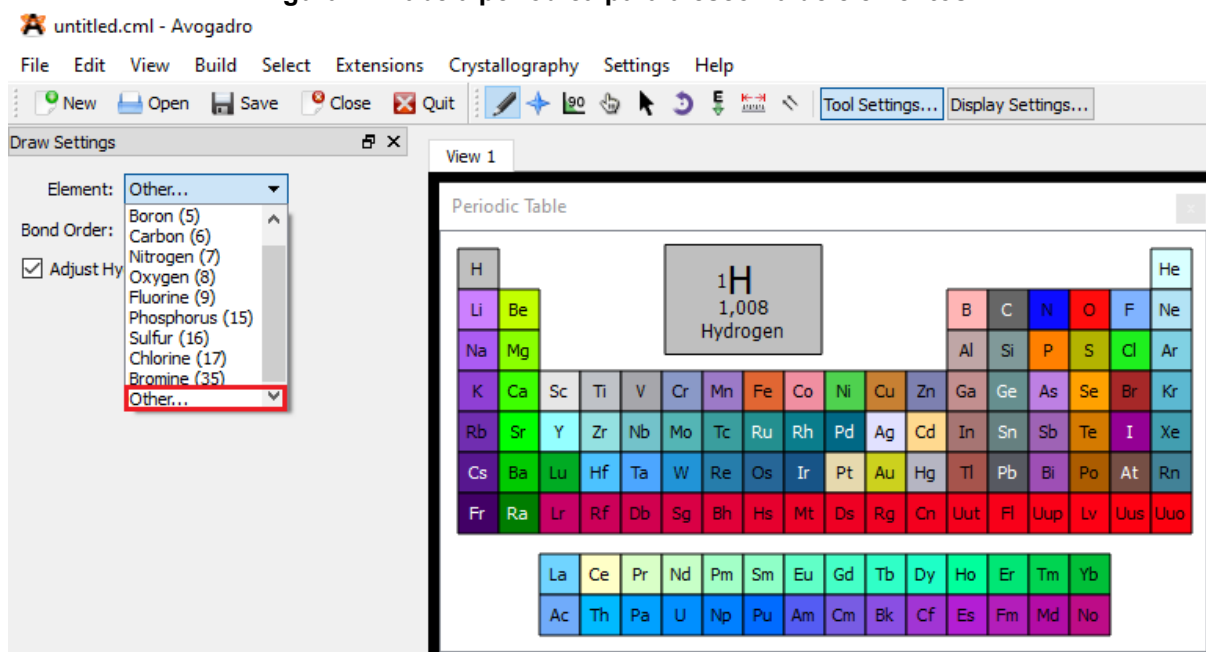 untitled.cml - Avogadro
File Edit View Build Select Extensions Crystallography Settings Help
New Open Save Close Quit 90 E Tool Settings... Display Settings...
Draw Settings
Element: Other...
Boron (5)
Bond Order:
Carbon (6)
Nitrogen (7)
Adjust Hy
Oxygen (8)
Fluorine (9)
Phosphorus (15)
Sulfur (16)
Chlorine (17)
Bromine (35)
Other...
View 1
Periodic Table
1H
1,008
Hydrogen
H He
Li Be B C N O F Ne
Na Mg Al Si P S Cl Ar
K Ca Sc Ti V Cr Mn Fe Co Ni Cu Zn Ga Ge As Se Br Kr
Rb Sr Y Zr Nb Mo Tc Ru Rh Pd Ag Cd In Sn Sb Te I Xe
Cs Ba Lu Hf Ta W Re Os Ir Pt Au Hg Tl Pb Bi Po At Rn
Fr Ra Lr Rf Db Sg Bh Hs Mt Ds Rg Cn Uut Fl Uup Lv Uus Uuo
La Ce Pr Nd Pm Sm Eu Gd Tb Dy Ho Er Tm Yb
Ac Th Pa U Np Pu Am Cm Bk Cf Es Fm Md No